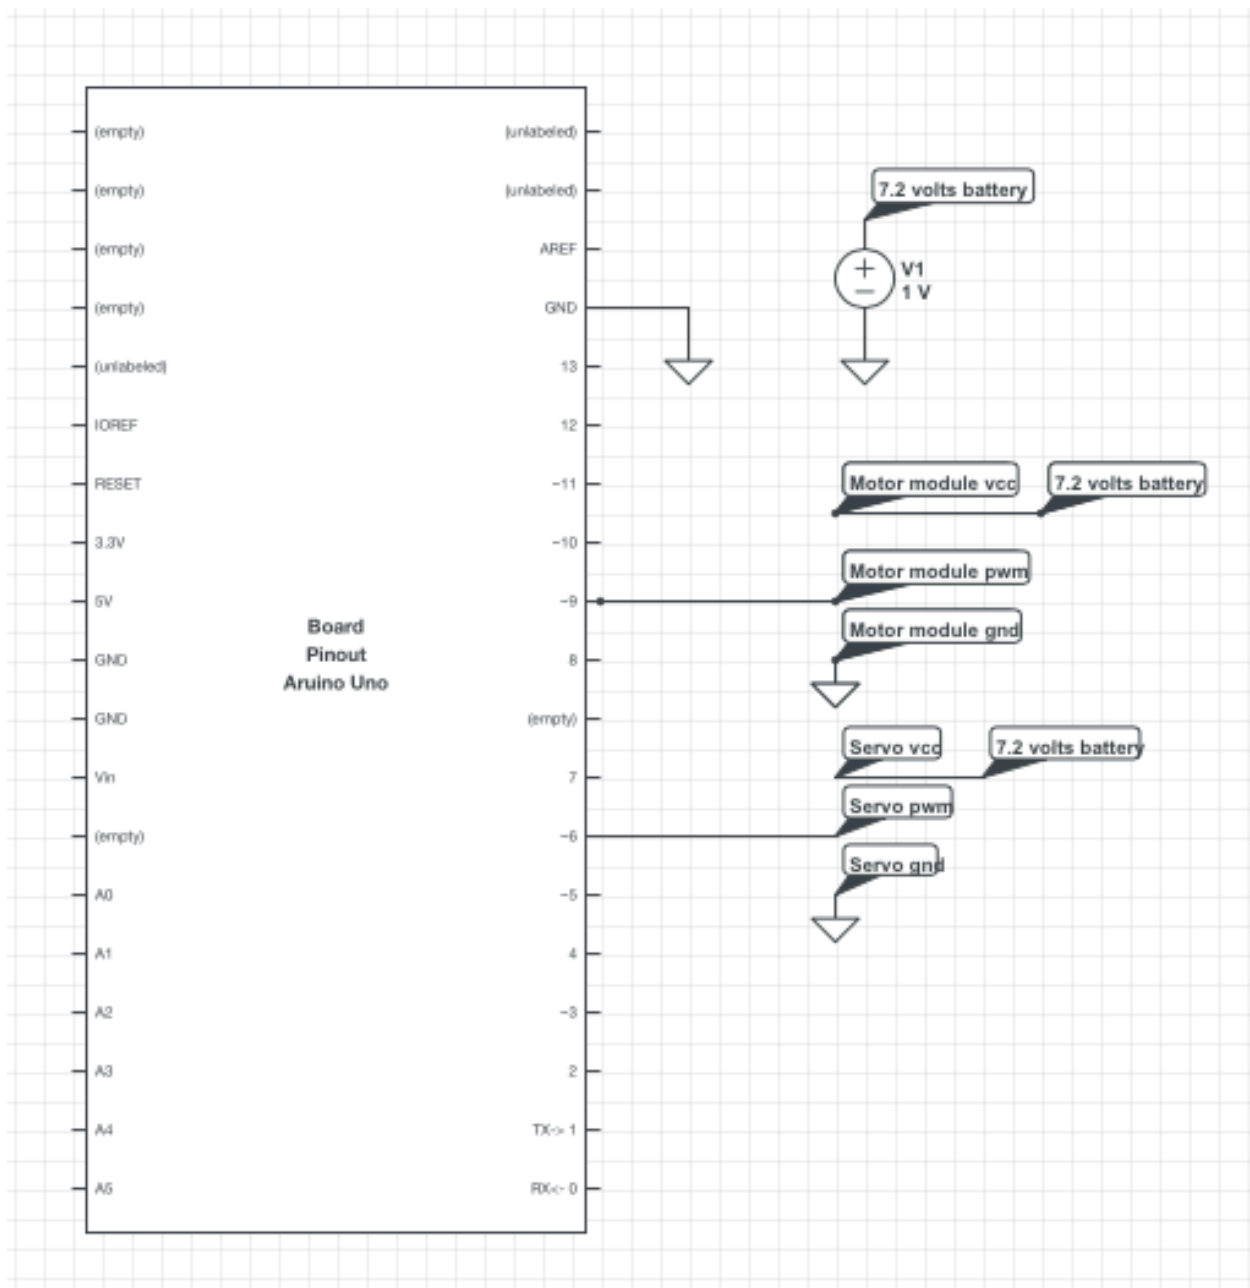 (empty)
(empty)
(empty)
(empty)
(unlabeled)
IOREF
RESET
3.3V
5V
GND
GND
Vin
(empty)
A0
A1
A2
A3
A4
A5
Board
Pinout
Aruino Uno
(unlabeled)
(unlabeled)
AREF
GND
13
12
~11
~10
~9
8
(empty)
7
~6
~5
4
~3
2
TX-> 1
RX<- 0
7.2 volts battery
+
−
V1
1 V
Motor module vcc
7.2 volts battery
Motor module pwm
Motor module gnd
Servo vcc
7.2 volts battery
Servo pwm
Servo gnd